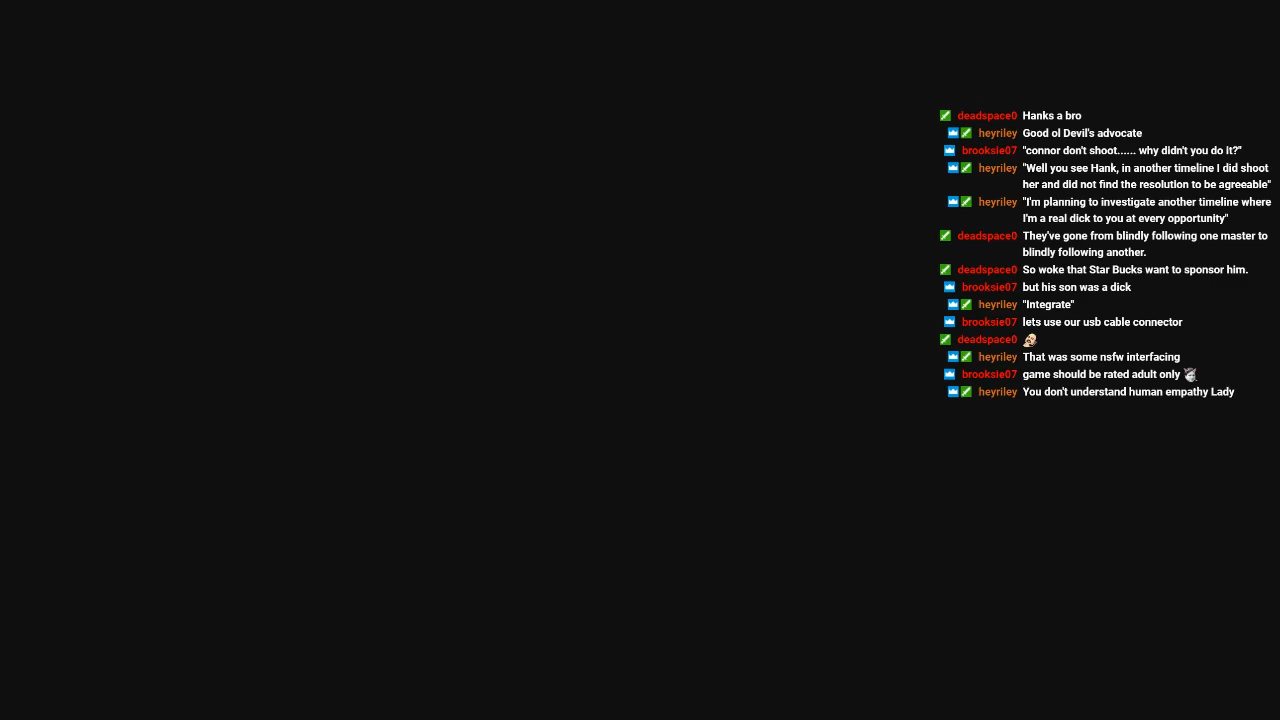 deadspace0 Hanks a bro
heyriley Good ol Devil's advocate
brooksie07 "connor don't shoot...... why didn't you do it?"
heyriley "Well you see Hank, in another timeline I did shoot
her and did not find the resolution to be agreeable"
heyriley "I'm planning to investigate another timeline where
I'm a real dick to you at every opportunity"
deadspace0 They've gone from blindly following one master to
blindly following another.
deadspace0 So woke that Star Bucks want to sponsor him.
brooksie07 but his son was a dick
heyriley "Integrate"
brooksie07 lets use our usb cable connector
deadspace0
heyriley That was some nsfw interfacing
brooksie07 game should be rated adult only
heyriley You don't understand human empathy Lady